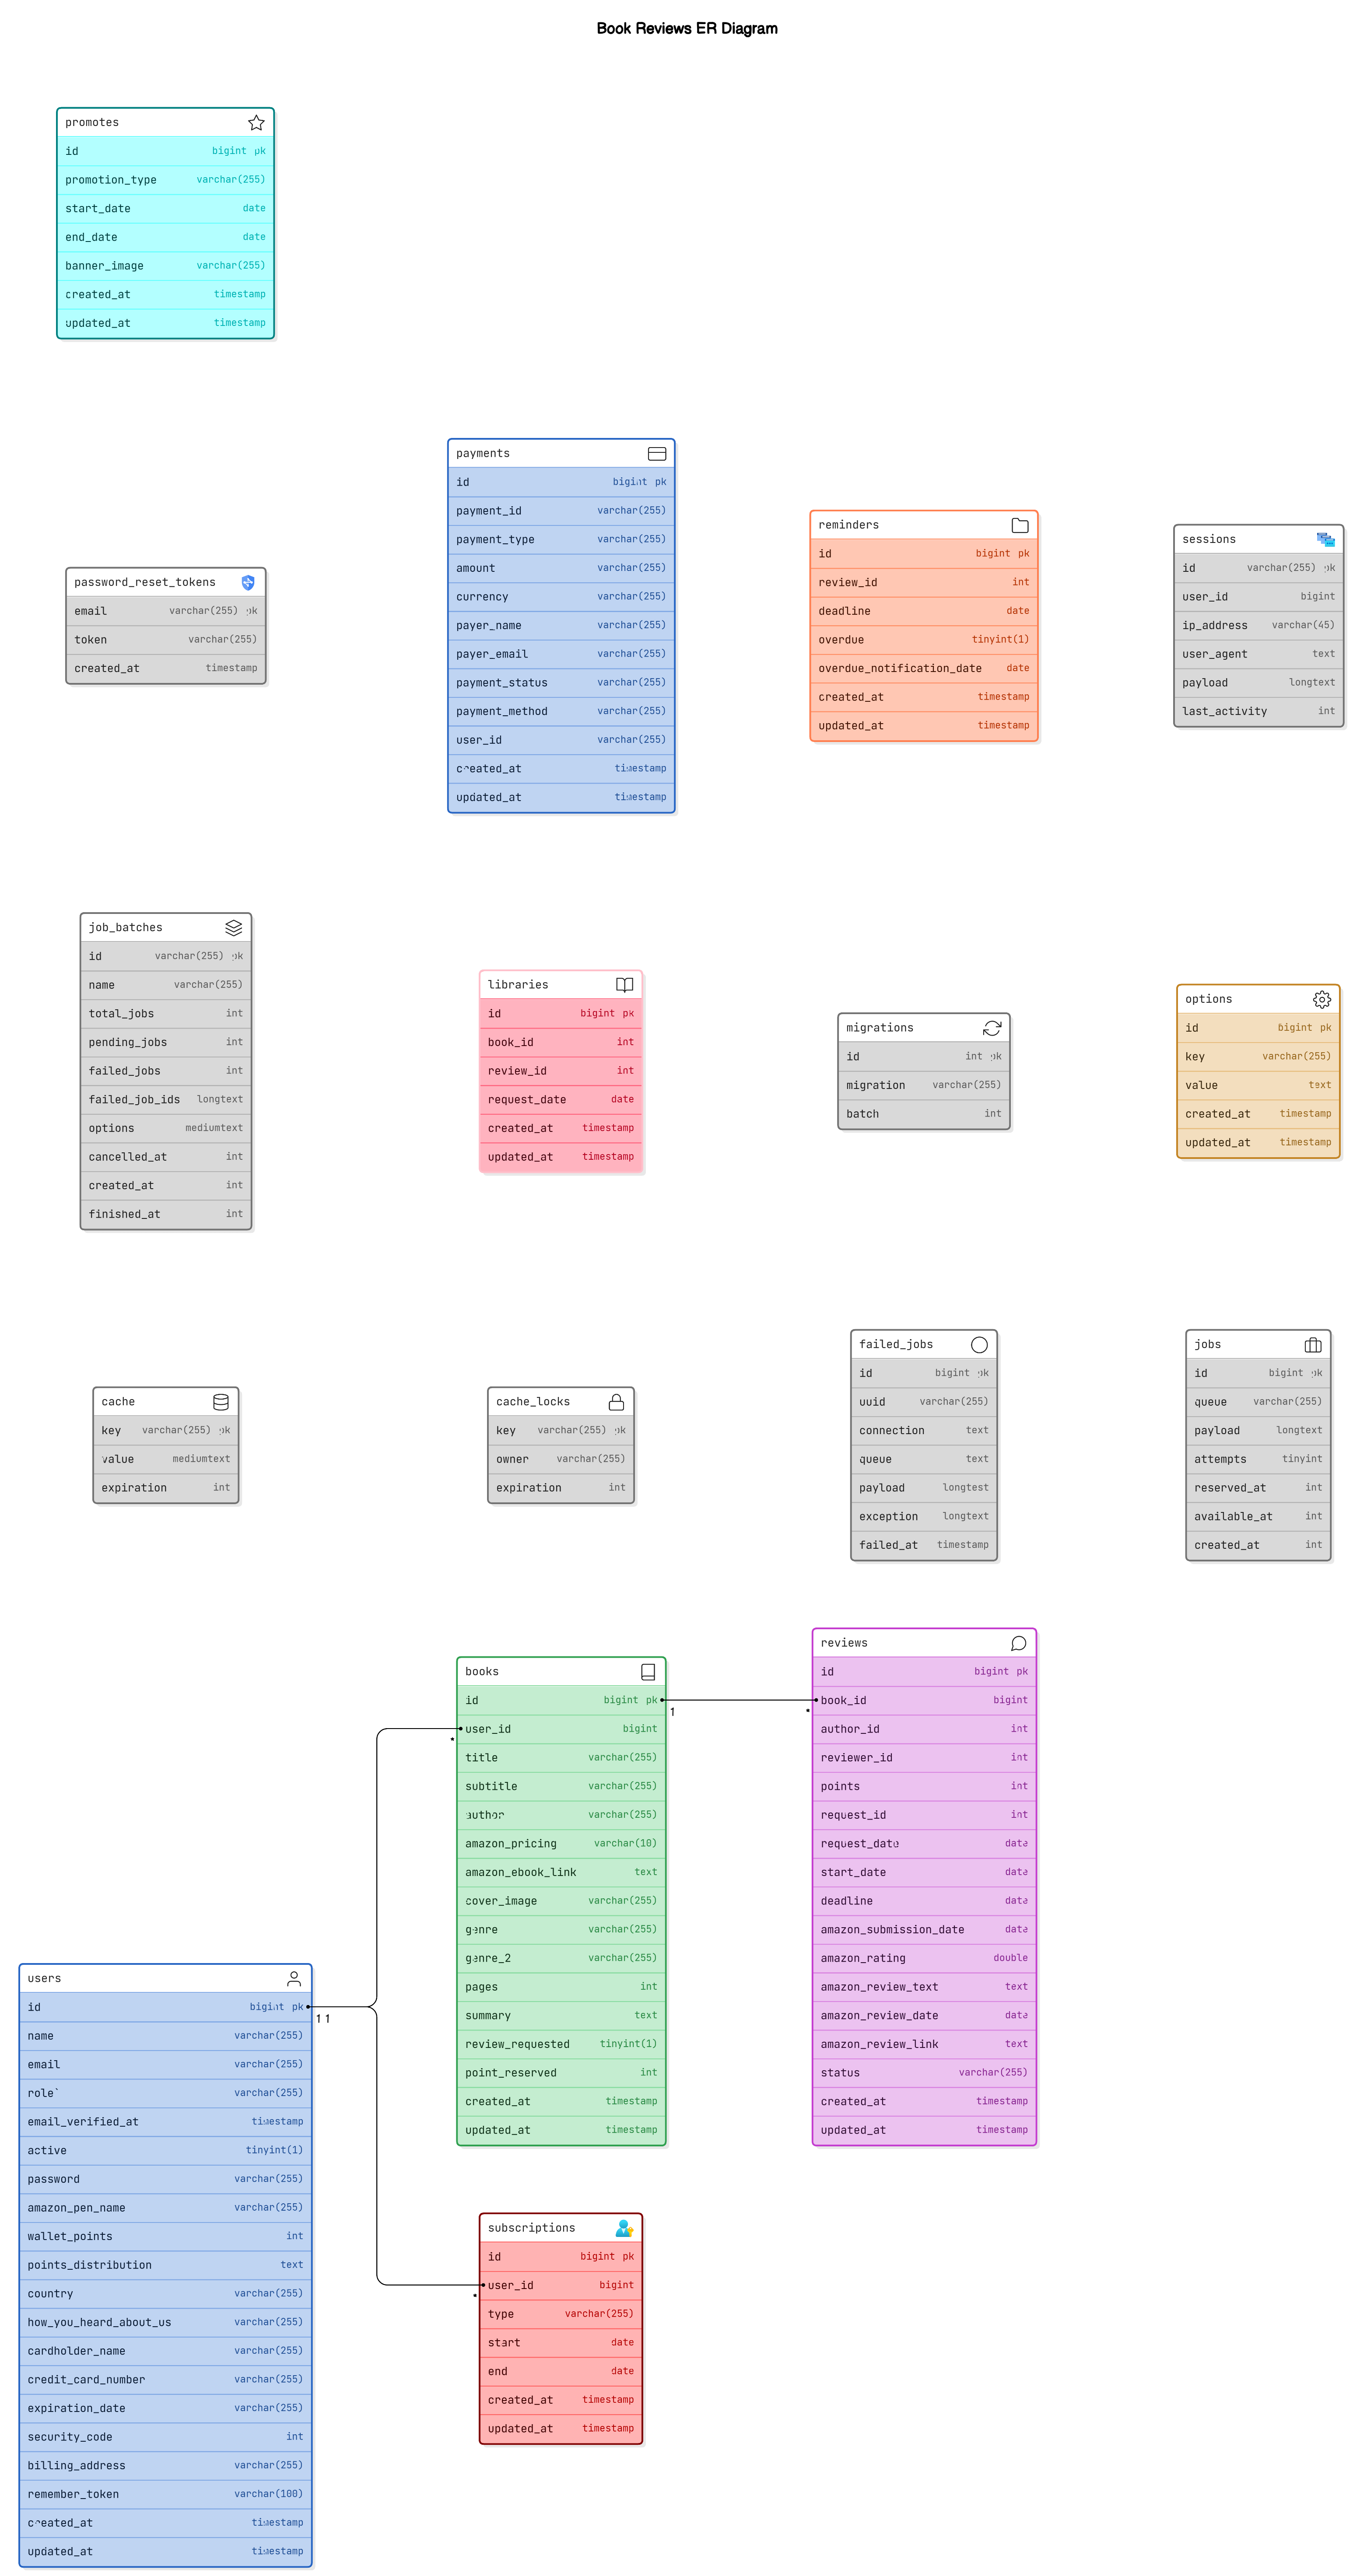 Book Reviews ER Diagram
promotes
id bigint pk
promotion_type varchar(255)
start_date date
end_date date
banner_image varchar(255)
created_at timestamp
updated_at timestamp
payments
id bigint pk
payment_id varchar(255)
payment_type varchar(255)
amount varchar(255)
currency varchar(255)
payer_name varchar(255)
payer_email varchar(255)
payment_status varchar(255)
payment_method varchar(255)
user_id varchar(255)
created_at timestamp
updated_at timestamp
reminders
id bigint pk
review_id int
deadline date
overdue tinyint(1)
overdue_notification_date date
created_at timestamp
updated_at timestamp
sessions
id varchar(255) pk
user_id bigint
ip_address varchar(45)
user_agent text
payload longtext
last_activity int
password_reset_tokens
email varchar(255) pk
token varchar(255)
created_at timestamp
job_batches
id varchar(255) pk
name varchar(255)
total_jobs int
pending_jobs int
failed_jobs int
failed_job_ids longtext
options mediumtext
cancelled_at int
created_at int
finished_at int
libraries
id bigint pk
book_id int
review_id int
request_date date
created_at timestamp
updated_at timestamp
migrations
id int pk
migration varchar(255)
batch int
options
id bigint pk
key varchar(255)
value text
created_at timestamp
updated_at timestamp
cache
key varchar(255) pk
value mediumtext
expiration int
cache_locks
key varchar(255) pk
owner varchar(255)
expiration int
failed_jobs
id bigint pk
uuid varchar(255)
connection text
queue text
payload longtest
exception longtext
failed_at timestamp
jobs
id bigint pk
queue varchar(255)
payload longtext
attempts tinyint
reserved_at int
available_at int
created_at int
books
id bigint pk
1
user_id bigint
*
title varchar(255)
subtitle varchar(255)
author varchar(255)
amazon_pricing varchar(10)
amazon_ebook_link text
cover_image varchar(255)
genre varchar(255)
genre_2 varchar(255)
pages int
summary text
review_requested tinyint(1)
point_reserved int
created_at timestamp
updated_at timestamp
reviews
id bigint pk
book_id bigint
*
author_id int
reviewer_id int
points int
request_id int
request_date date
start_date date
deadline date
amazon_submission_date date
amazon_rating double
amazon_review_text text
amazon_review_date date
amazon_review_link text
status varchar(255)
created_at timestamp
updated_at timestamp
users
id bigint pk
1 1
name varchar(255)
email varchar(255)
role` varchar(255)
email_verified_at timestamp
active tinyint(1)
password varchar(255)
amazon_pen_name varchar(255)
wallet_points int
points_distribution text
country varchar(255)
how_you_heard_about_us varchar(255)
cardholder_name varchar(255)
credit_card_number varchar(255)
expiration_date varchar(255)
security_code int
billing_address varchar(255)
remember_token varchar(100)
created_at timestamp
updated_at timestamp
subscriptions
id bigint pk
user_id bigint
*
type varchar(255)
start date
end date
created_at timestamp
updated_at timestamp